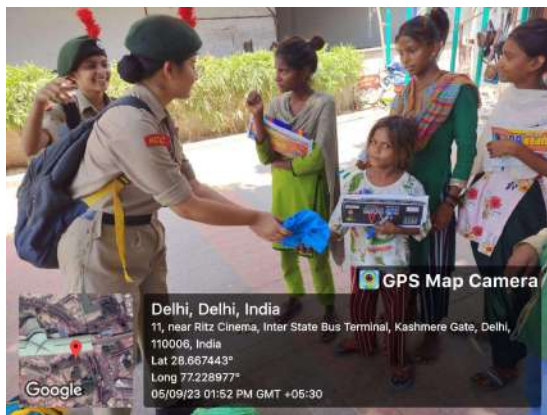 NCC
GPS Map Camera
Delhi, Delhi, India
11, near Ritz Cinema, Inter State Bus Terminal, Kashmere Gate, Delhi,
110006, India
Lat 28.667443°
Long 77.228977°
05/09/23 01:52 PM GMT +05:30
Google